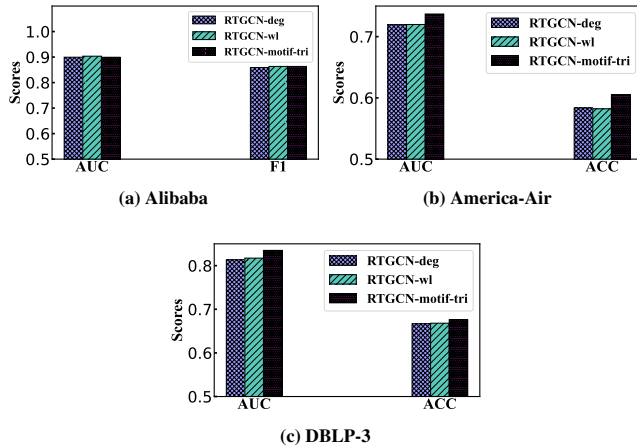 RTGCN-deg
RTGCN-wl
RTGCN-motif-tri
1.0
0.9
0.8
0.7
0.6
0.5
Scores
AUC
F1
(a) Alibaba
RTGCN-deg
RTGCN-wl
RTGCN-motif-tri
0.7
0.6
0.5
Scores
AUC
ACC
(b) America-Air
RTGCN-deg
RTGCN-wl
RTGCN-motif-tri
0.8
0.7
0.6
0.5
Scores
AUC
ACC
(c) DBLP-3